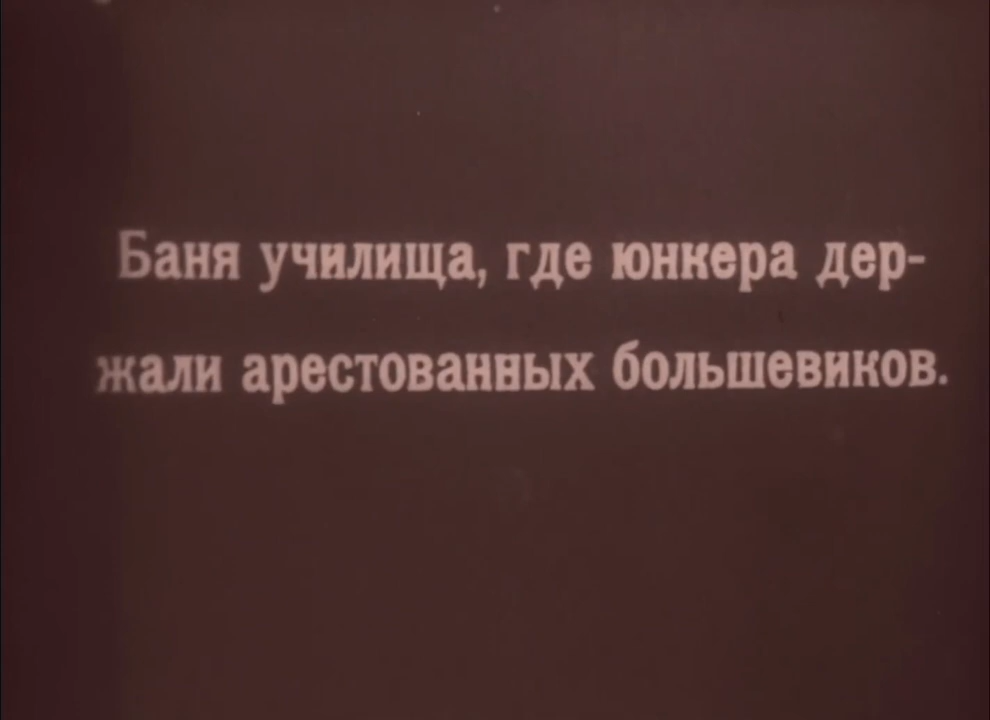 Баня училища, где юнкера дер-
жали арестованных большевиков.